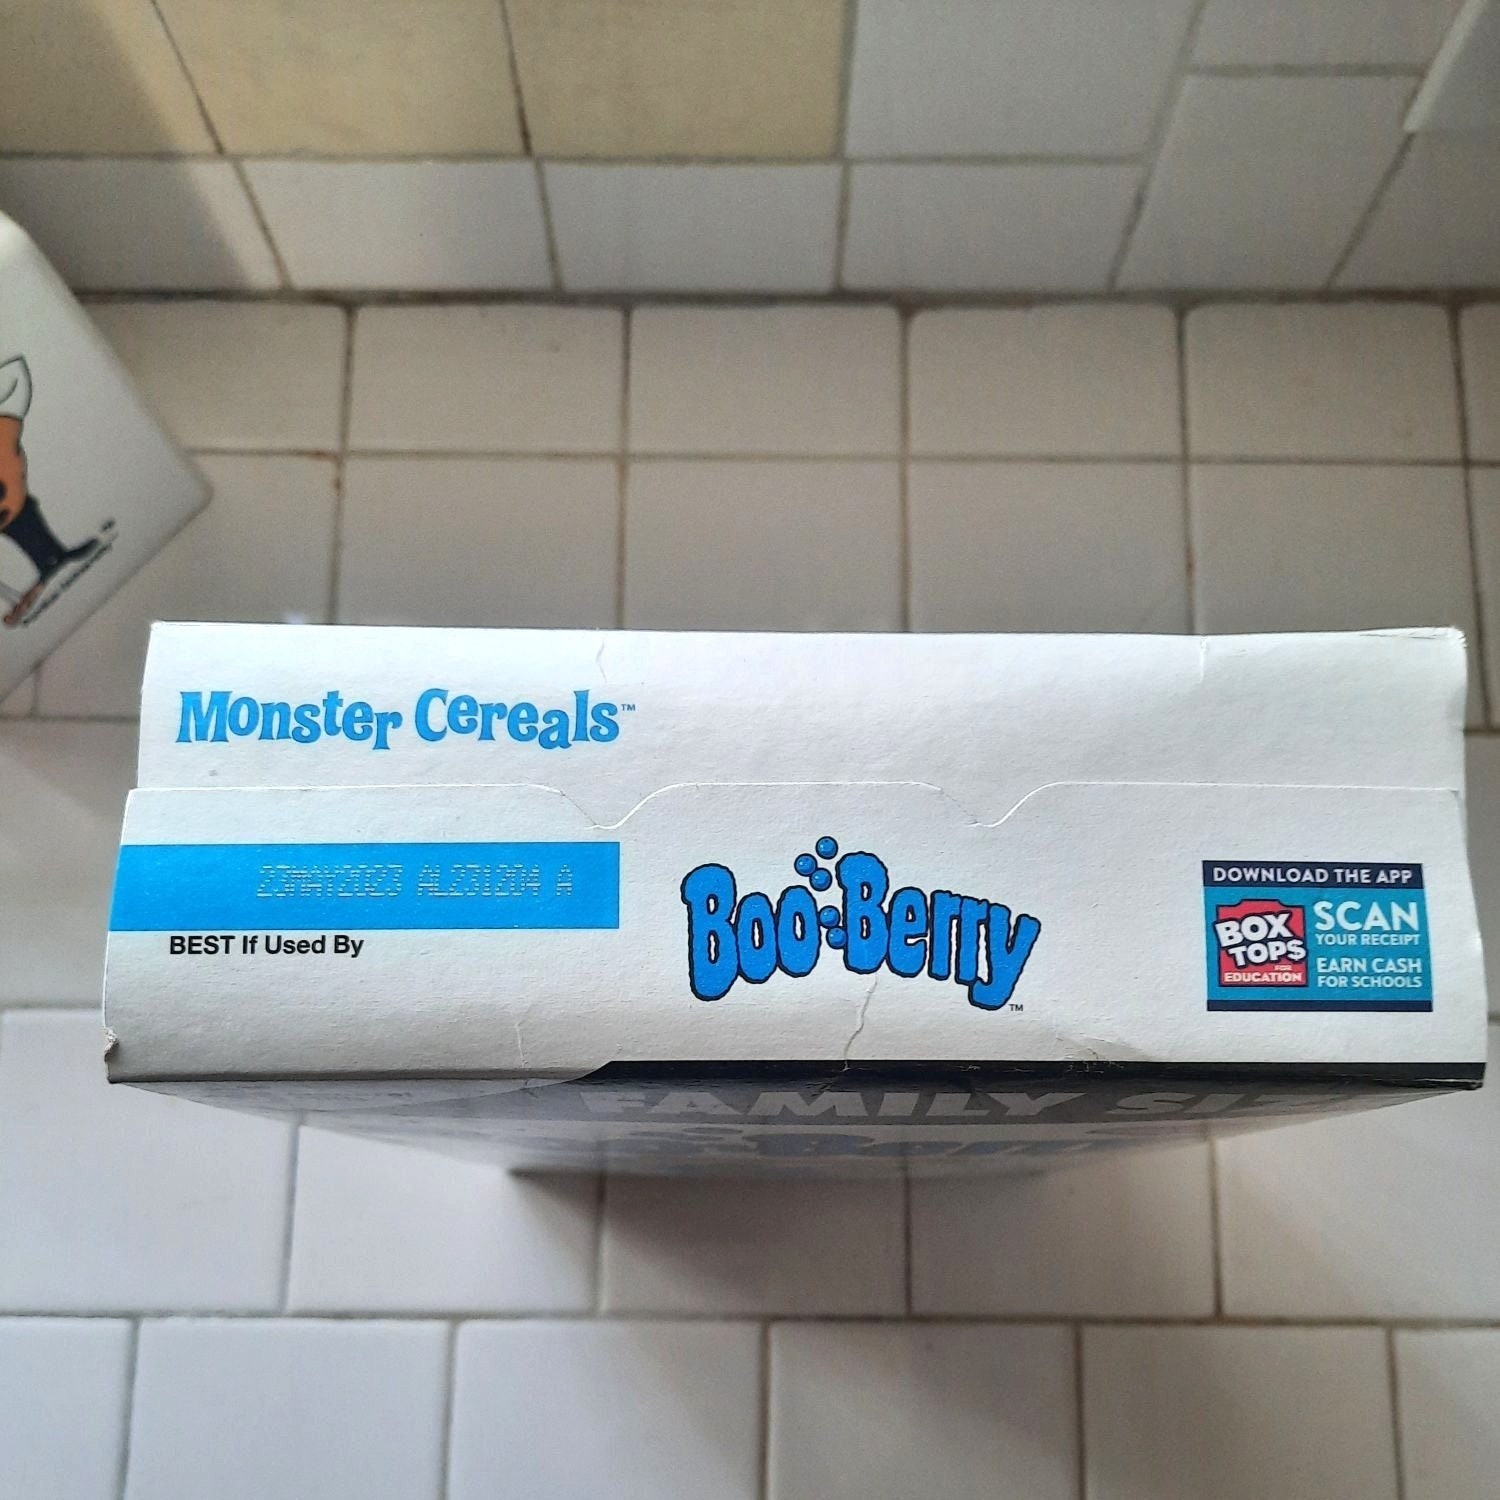 Monster Cereals™
23MAY2023 AL231204 A
BEST If Used By
Boo Berry™
DOWNLOAD THE APP
BOX TOPS FOR EDUCATION
SCAN
YOUR RECEIPT
EARN CASH
FOR SCHOOLS
FAMILY